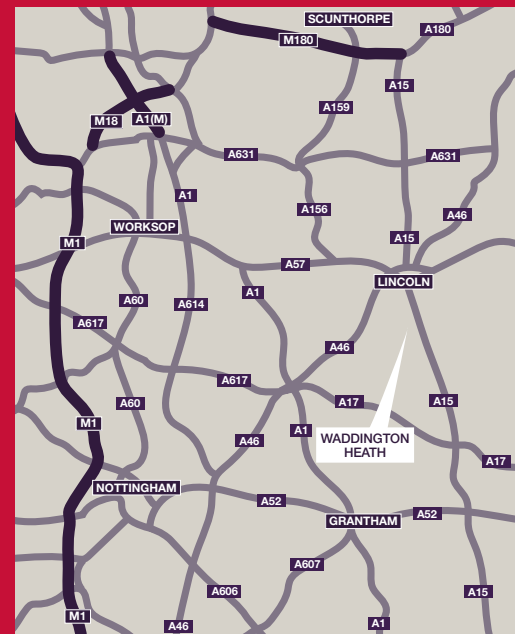 SCUNTHORPE
A180
M180
A15
A159
M18
A1(M)
A631
A631
A1
A156
A46
WORKSOP
A15
M1
A57
LINCOLN
A60
A614
A1
A617
A46
A617
A60
A17
A15
M1
A1
A46
WADDINGTON
HEATH
A17
NOTTINGHAM
A52
A52
GRANTHAM
A607
A606
A15
M1
A46
A1